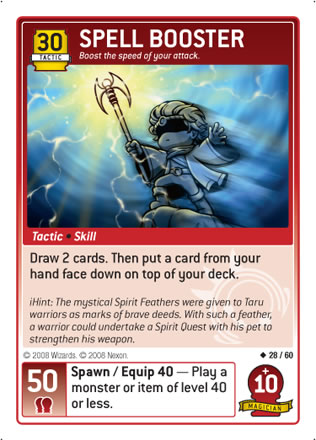 30
TACTIC
SPELL BOOSTER
Boost the speed of your attack.
Tactic • Skill
Draw 2 cards. Then put a card from your
hand face down on top of your deck.
iHint: The mystical Spirit Feathers were given to Taru
warriors as marks of brave deeds. With such a feather,
a warrior could undertake a Spirit Quest with his pet to
strengthen his weapon.
© 2008 Wizards. © 2008 Nexon.
◆ 28 / 60
50
Spawn / Equip 40 — Play a
monster or item of level 40
or less.
+
10
MAGICIAN